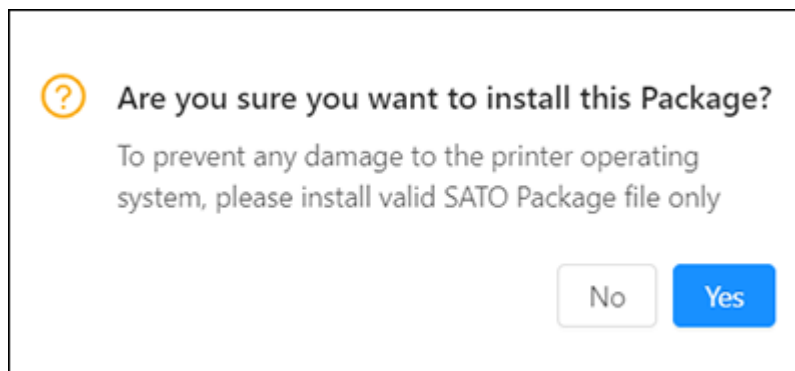 Are you sure you want to install this Package?
To prevent any damage to the printer operating
system, please install valid SATO Package file only
No
Yes